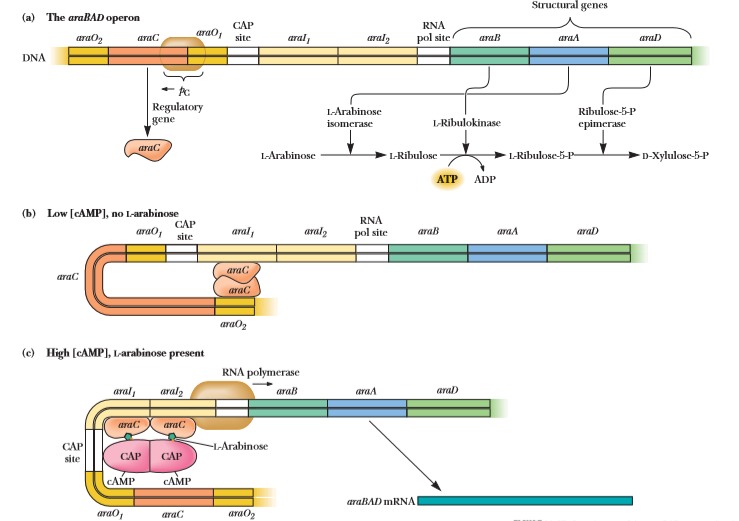 Structural genes
(a) The araBAD operon
araO2 araC araO1 CAP site araI1 araI2 RNA pol site araB araA araD
DNA
PC
Regulatory gene
araC
L-Arabinose isomerase
L-Ribulokinase
Ribulose-5-P epimerase
L-Arabinose L-Ribulose L-Ribulose-5-P D-Xylulose-5-P
ATP ADP
(b) Low [cAMP], no L-arabinose
araO1 CAP site araI1 araI2 RNA pol site araB araA araD
araC
araC
araC
araO2
(c) High [cAMP], L-arabinose present
RNA polymerase
araI1 araI2 araB araA araD
araC araC
L-Arabinose
CAP site
CAP CAP
cAMP cAMP
araBAD mRNA
araO1 araC araO2